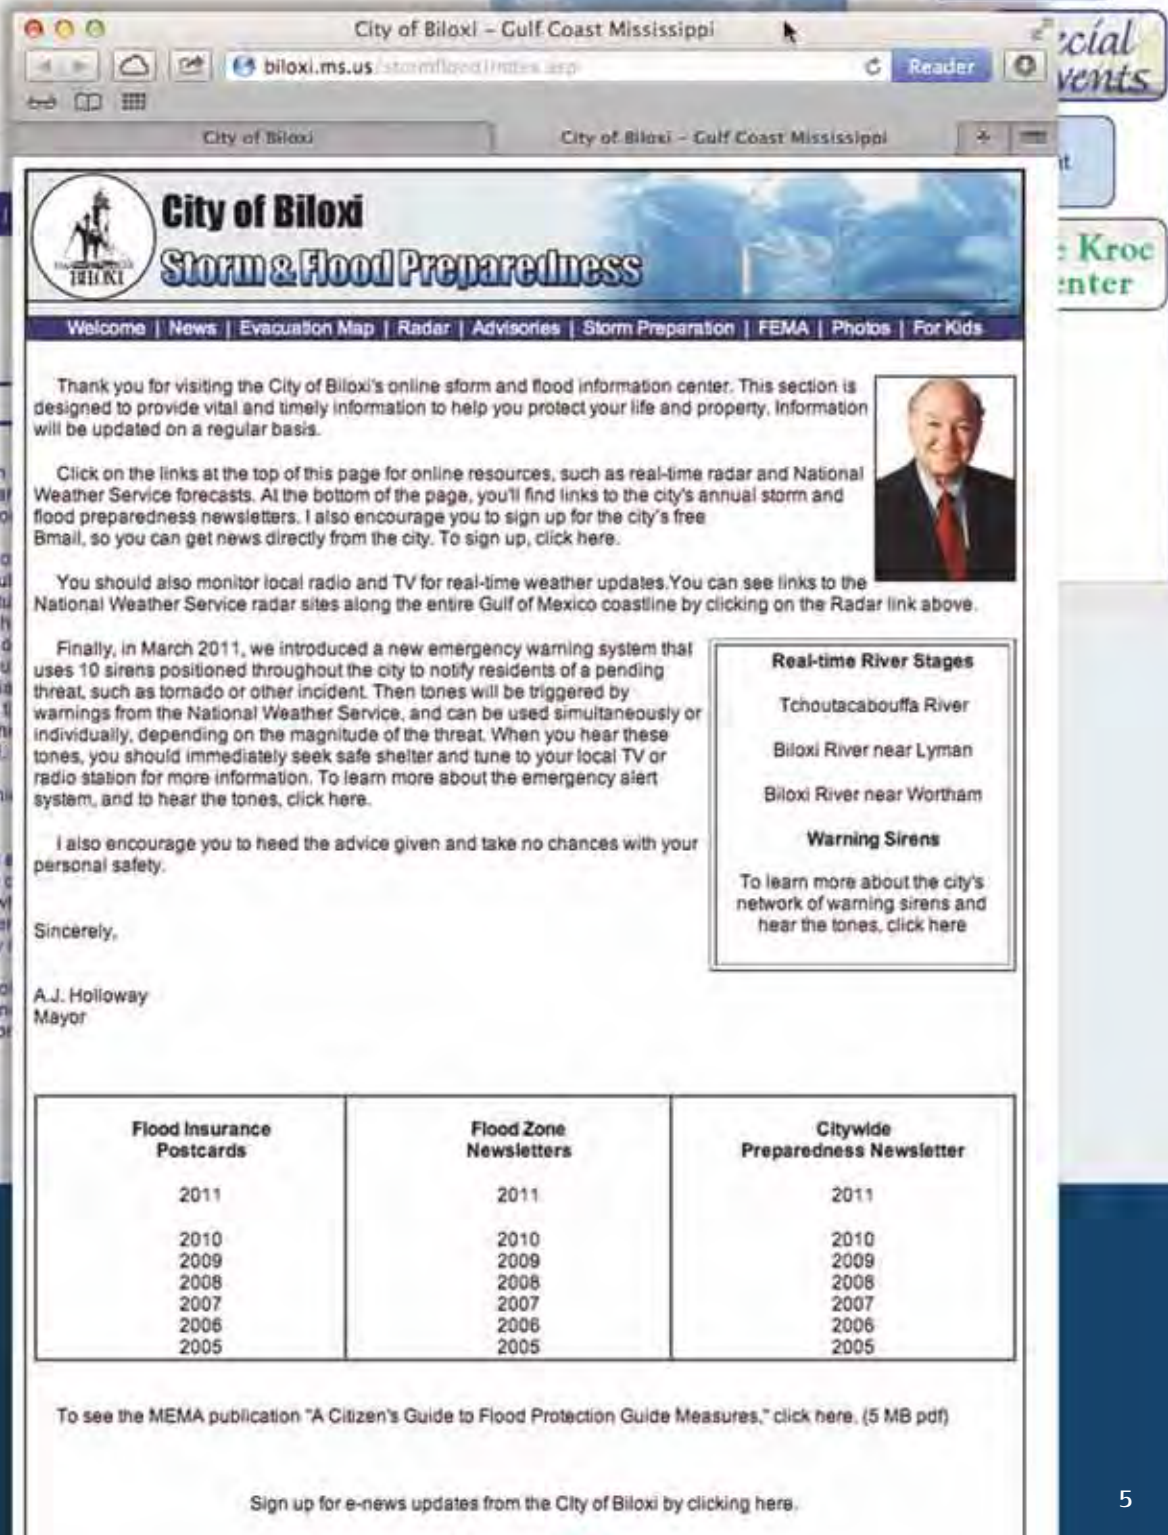 City of Biloxi – Gulf Coast Mississippi
biloxi.ms.us/stormflood/index.asp
Reader
City of Biloxi
City of Biloxi – Gulf Coast Mississippi
BILOXI
City of Biloxi
Storm & Flood Preparedness
Welcome | News | Evacuation Map | Radar | Advisories | Storm Preparation | FEMA | Photos | For Kids
Thank you for visiting the City of Biloxi's online storm and flood information center. This section is
designed to provide vital and timely information to help you protect your life and property. Information
will be updated on a regular basis.
Click on the links at the top of this page for online resources, such as real-time radar and National
Weather Service forecasts. At the bottom of the page, you'll find links to the city's annual storm and
flood preparedness newsletters. I also encourage you to sign up for the city's free
Bmail, so you can get news directly from the city. To sign up, click here.
You should also monitor local radio and TV for real-time weather updates.You can see links to the
National Weather Service radar sites along the entire Gulf of Mexico coastline by clicking on the Radar link above.
Finally, in March 2011, we introduced a new emergency warning system that
uses 10 sirens positioned throughout the city to notify residents of a pending
threat, such as tornado or other incident. Then tones will be triggered by
warnings from the National Weather Service, and can be used simultaneously or
individually, depending on the magnitude of the threat. When you hear these
tones, you should immediately seek safe shelter and tune to your local TV or
radio station for more information. To learn more about the emergency alert
system, and to hear the tones, click here.
I also encourage you to heed the advice given and take no chances with your
personal safety.
Sincerely,
A.J. Holloway
Mayor
Real-time River Stages
Tchoutacabouffa River
Biloxi River near Lyman
Biloxi River near Wortham
Warning Sirens
To learn more about the city's
network of warning sirens and
hear the tones, click here
Flood Insurance
Postcards
2011
2010
2009
2008
2007
2006
2005
Flood Zone
Newsletters
2011
2010
2009
2008
2007
2006
2005
Citywide
Preparedness Newsletter
2011
2010
2009
2008
2007
2006
2005
To see the MEMA publication "A Citizen's Guide to Flood Protection Guide Measures," click here. (5 MB pdf)
Sign up for e-news updates from the City of Biloxi by clicking here.
Kroc
5